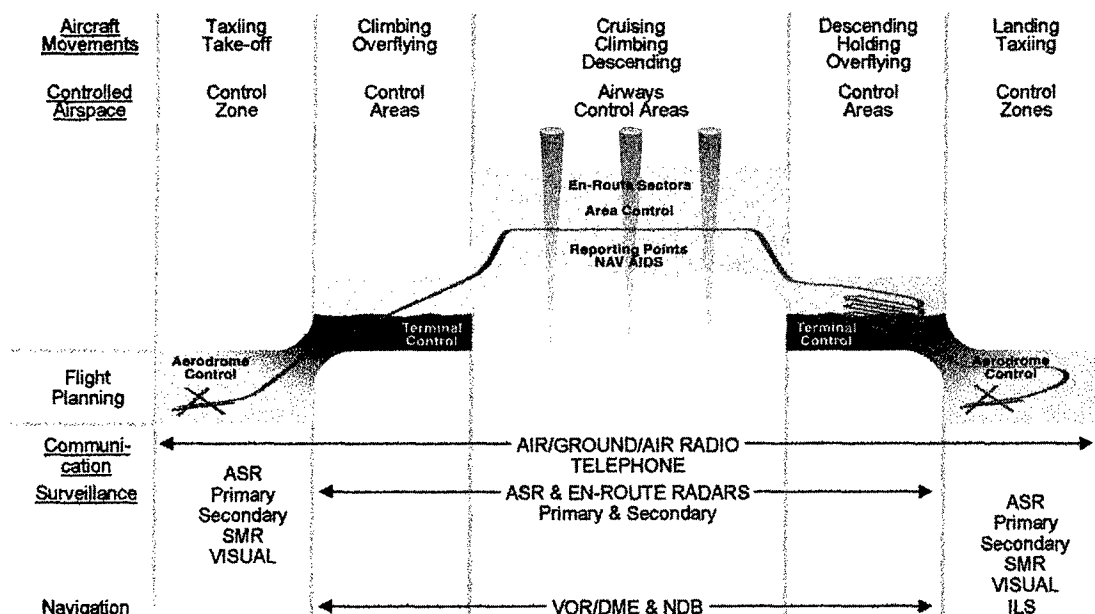 Aircraft
Movements
Taxiing
Take-off
Climbing
Overflying
Cruising
Climbing
Descending
Descending
Holding
Overflying
Landing
Taxiing
Controlled
Airspace
Control
Zone
Control
Areas
Airways
Control Areas
Control
Areas
Control
Zones
En-Route Sectors
Area Control
Reporting Points
NAV AIDS
Terminal
Control
Terminal
Control
Flight
Planning
Aerodrome
Control
Aerodrome
Control
Communi-
cation
AIR/GROUND/AIR RADIO
TELEPHONE
Surveillance
ASR
Primary
Secondary
SMR
VISUAL
ASR & EN-ROUTE RADARS
Primary & Secondary
ASR
Primary
Secondary
SMR
VISUAL
ILS
Navigation
VOR/DME & NDB